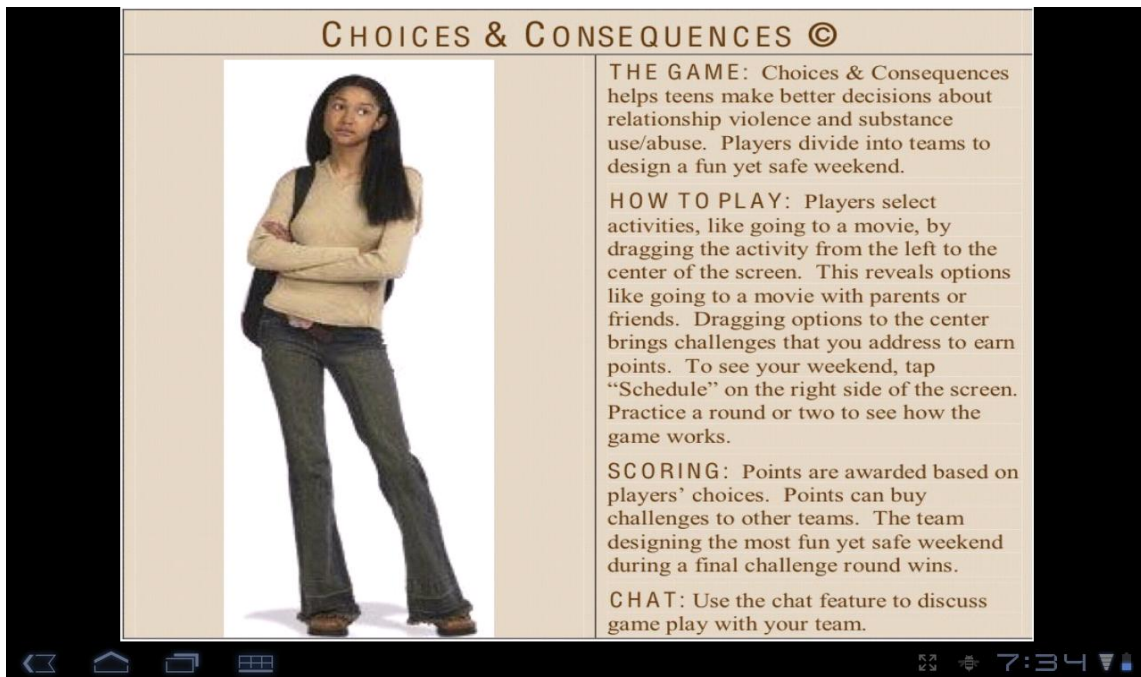 CHOICES & CONSEQUENCES ©
THE GAME: Choices & Consequences
helps teens make better decisions about
relationship violence and substance
use/abuse. Players divide into teams to
design a fun yet safe weekend.
HOW TO PLAY: Players select
activities, like going to a movie, by
dragging the activity from the left to the
center of the screen. This reveals options
like going to a movie with parents or
friends. Dragging options to the center
brings challenges that you address to earn
points. To see your weekend, tap
“Schedule” on the right side of the screen.
Practice a round or two to see how the
game works.
SCORING: Points are awarded based on
players’ choices. Points can buy
challenges to other teams. The team
designing the most fun yet safe weekend
during a final challenge round wins.
CHAT: Use the chat feature to discuss
game play with your team.
7:34